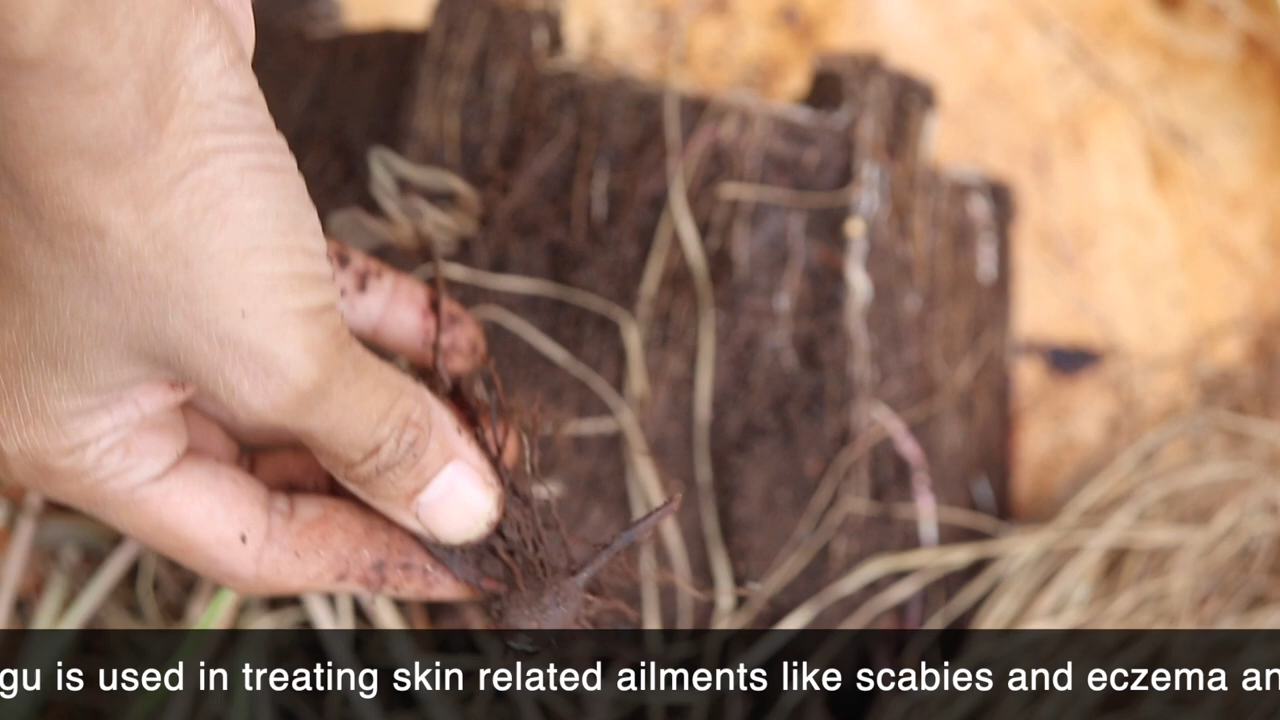 gu is used in treating skin related ailments like scabies and eczema an